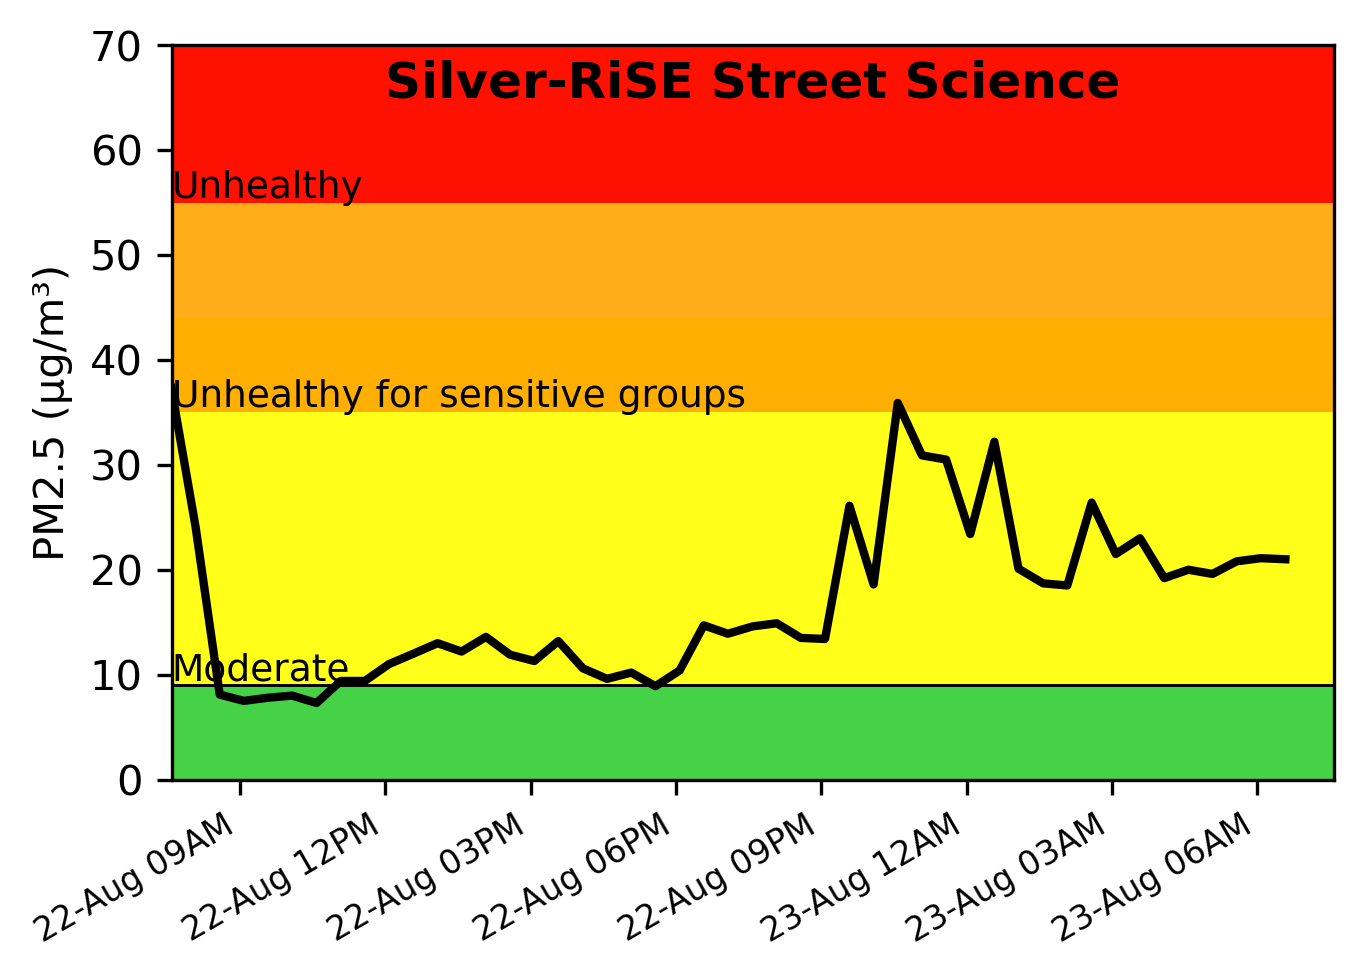 Silver-RiSE Street Science
70
60
50
40
30
20
10
0
PM2.5 (µg/m³)
Unhealthy
Unhealthy for sensitive groups
Moderate
22-Aug 09AM
22-Aug 12PM
22-Aug 03PM
22-Aug 06PM
22-Aug 09PM
23-Aug 12AM
23-Aug 03AM
23-Aug 06AM